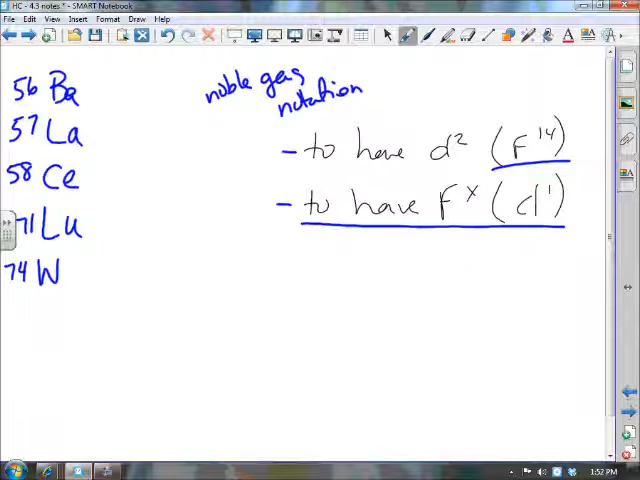 HC - 4.3 notes * - SMART Notebook
File Edit View Insert Format Draw Help
noble gas
notation
56 Ba
57 La
58 Ce
71 Lu
74 W
- to have d² (F¹⁴)
- to have Fˣ (d¹)
1:52 PM